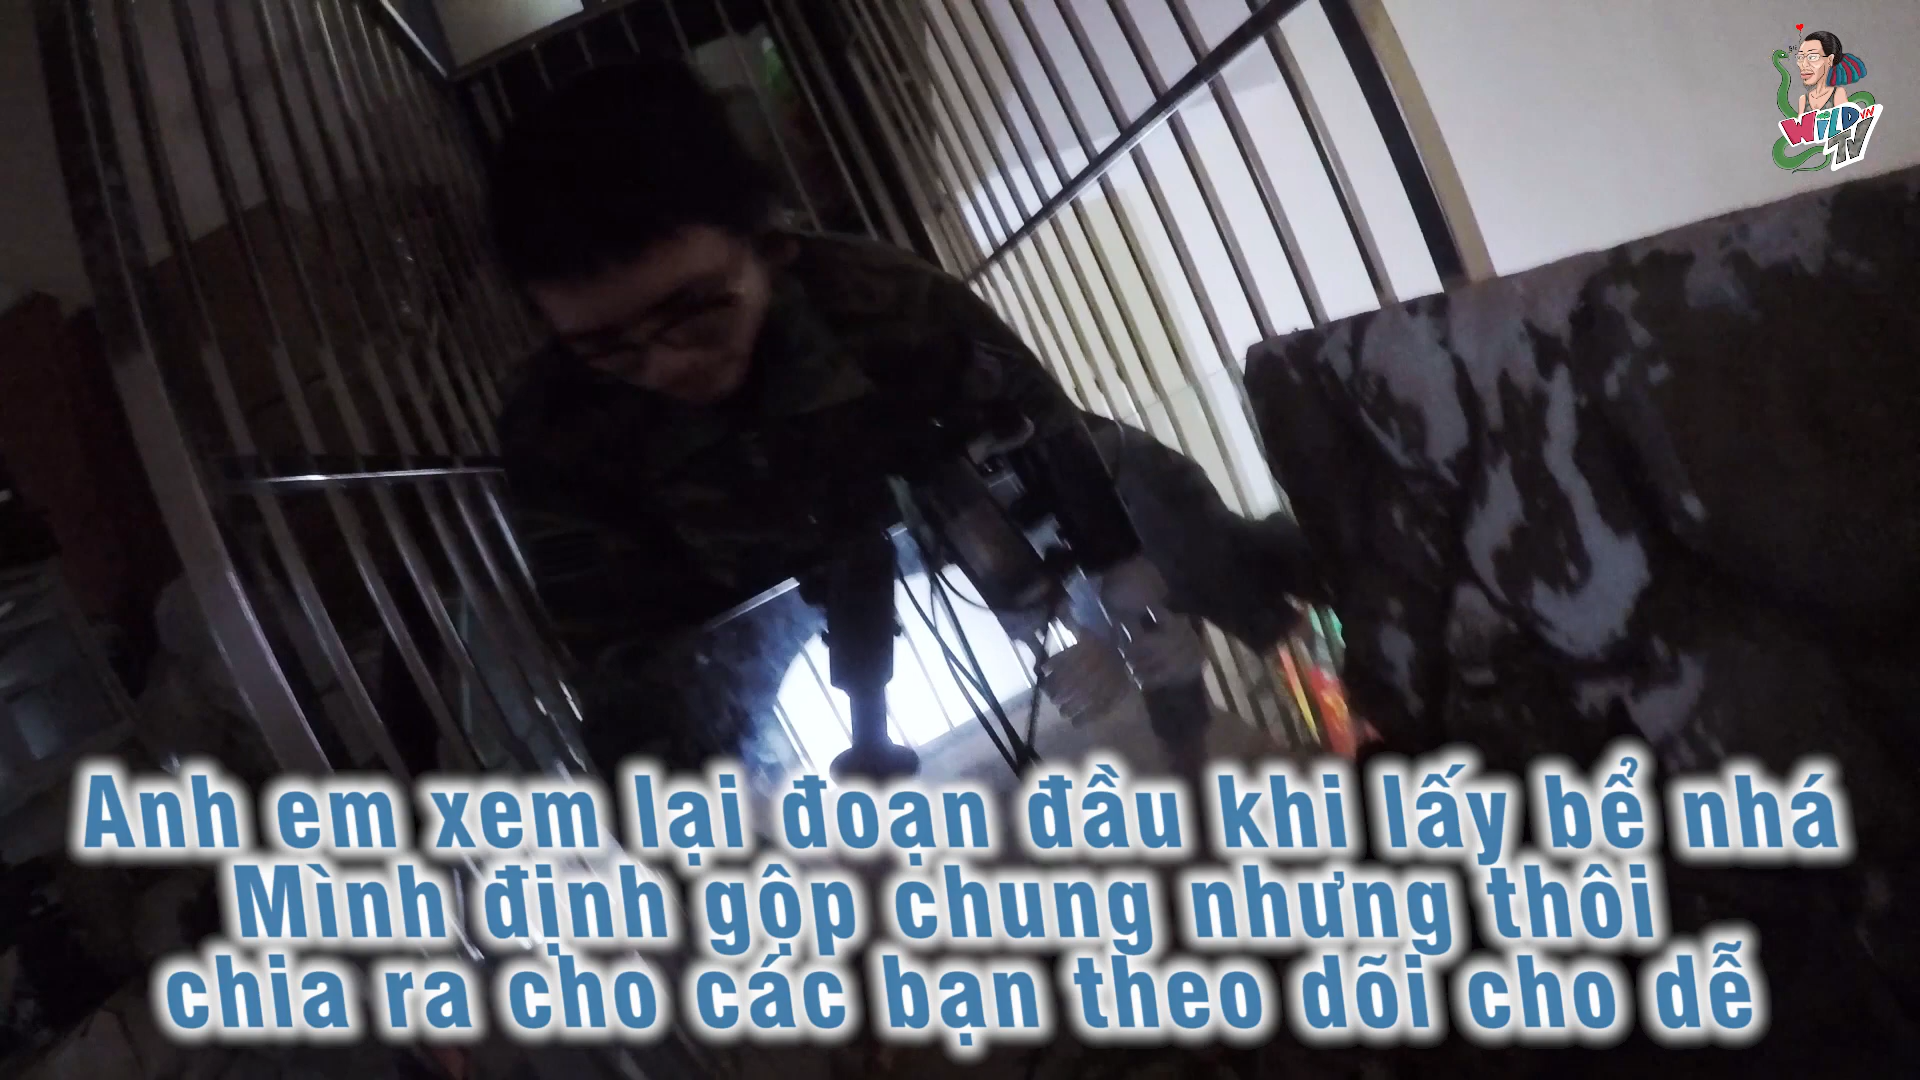 WiLD VN
TV
Anh em xem lại đoạn đầu khi lấy bể nhá
Mình định gộp chung nhưng thôi
chia ra cho các bạn theo dõi cho dễ